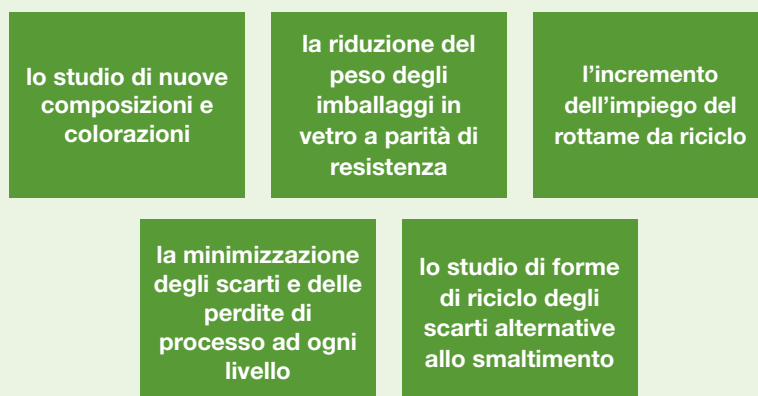 lo studio di nuove
composizioni e
colorazioni
la riduzione del
peso degli
imballaggi in
vetro a parità di
resistenza
l'incremento
dell'impiego del
rottame da riciclo
la minimizzazione
degli scarti e delle
perdite di
processo ad ogni
livello
lo studio di forme
di riciclo degli
scarti alternative
allo smaltimento